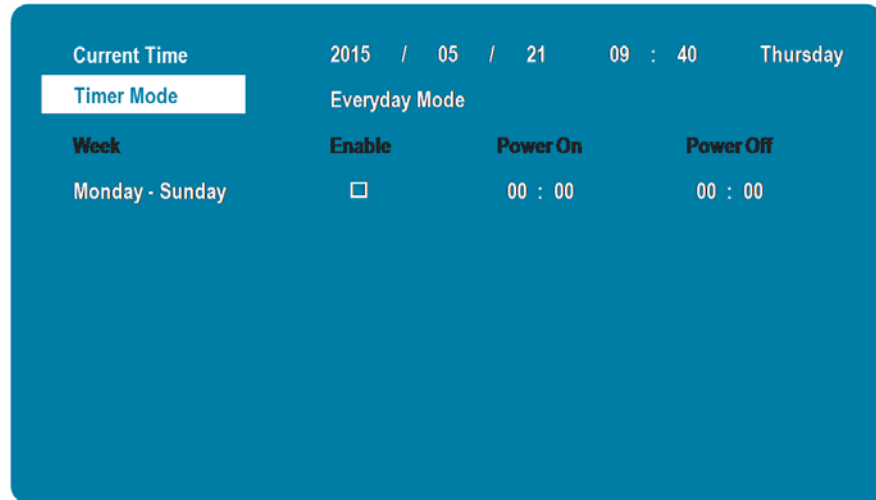 Current Time 2015 / 05 / 21 09 : 40 Thursday
Timer Mode Everyday Mode
Week Enable Power On Power Off
Monday - Sunday 00 : 00 00 : 00